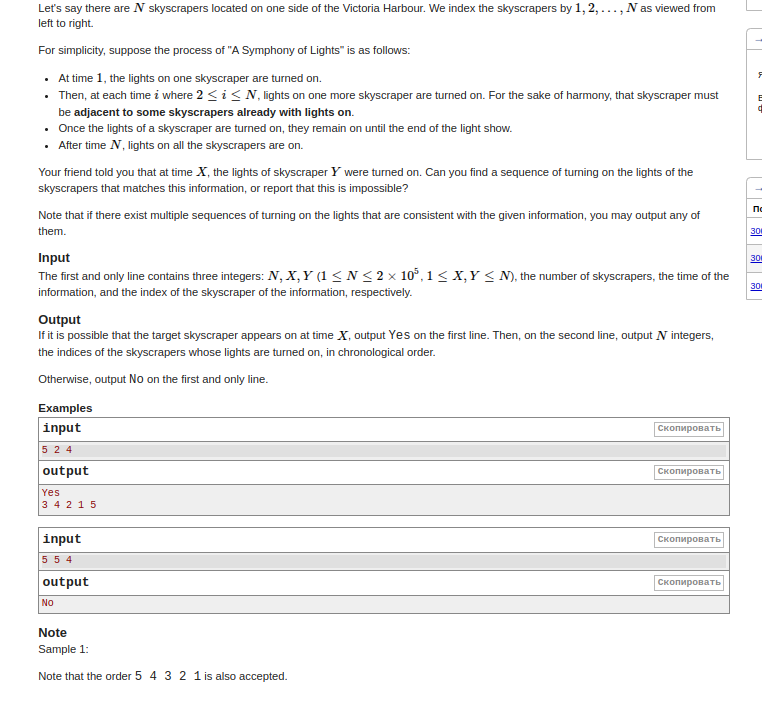 Let's say there are N skyscrapers located on one side of the Victoria Harbour. We index the skyscrapers by 1, 2, . . . , N as viewed from
left to right.
For simplicity, suppose the process of "A Symphony of Lights" is as follows:
• At time 1, the lights on one skyscraper are turned on.
• Then, at each time i where 2 ≤ i ≤ N, lights on one more skyscraper are turned on. For the sake of harmony, that skyscraper must
be adjacent to some skyscrapers already with lights on.
• Once the lights of a skyscraper are turned on, they remain on until the end of the light show.
• After time N, lights on all the skyscrapers are on.
Your friend told you that at time X, the lights of skyscraper Y were turned on. Can you find a sequence of turning on the lights of the
skyscrapers that matches this information, or report that this is impossible?
Note that if there exist multiple sequences of turning on the lights that are consistent with the given information, you may output any of
them.
Input
The first and only line contains three integers: N, X, Y (1 ≤ N ≤ 2 × 10⁵, 1 ≤ X, Y ≤ N), the number of skyscrapers, the time of the
information, and the index of the skyscraper of the information, respectively.
Output
If it is possible that the target skyscraper appears on at time X, output Yes on the first line. Then, on the second line, output N integers,
the indices of the skyscrapers whose lights are turned on, in chronological order.
Otherwise, output No on the first and only line.
Examples
input Скопировать
5 2 4
output Скопировать
Yes
3 4 2 1 5
input Скопировать
5 5 4
output Скопировать
No
Note
Sample 1:
Note that the order 5 4 3 2 1 is also accepted.